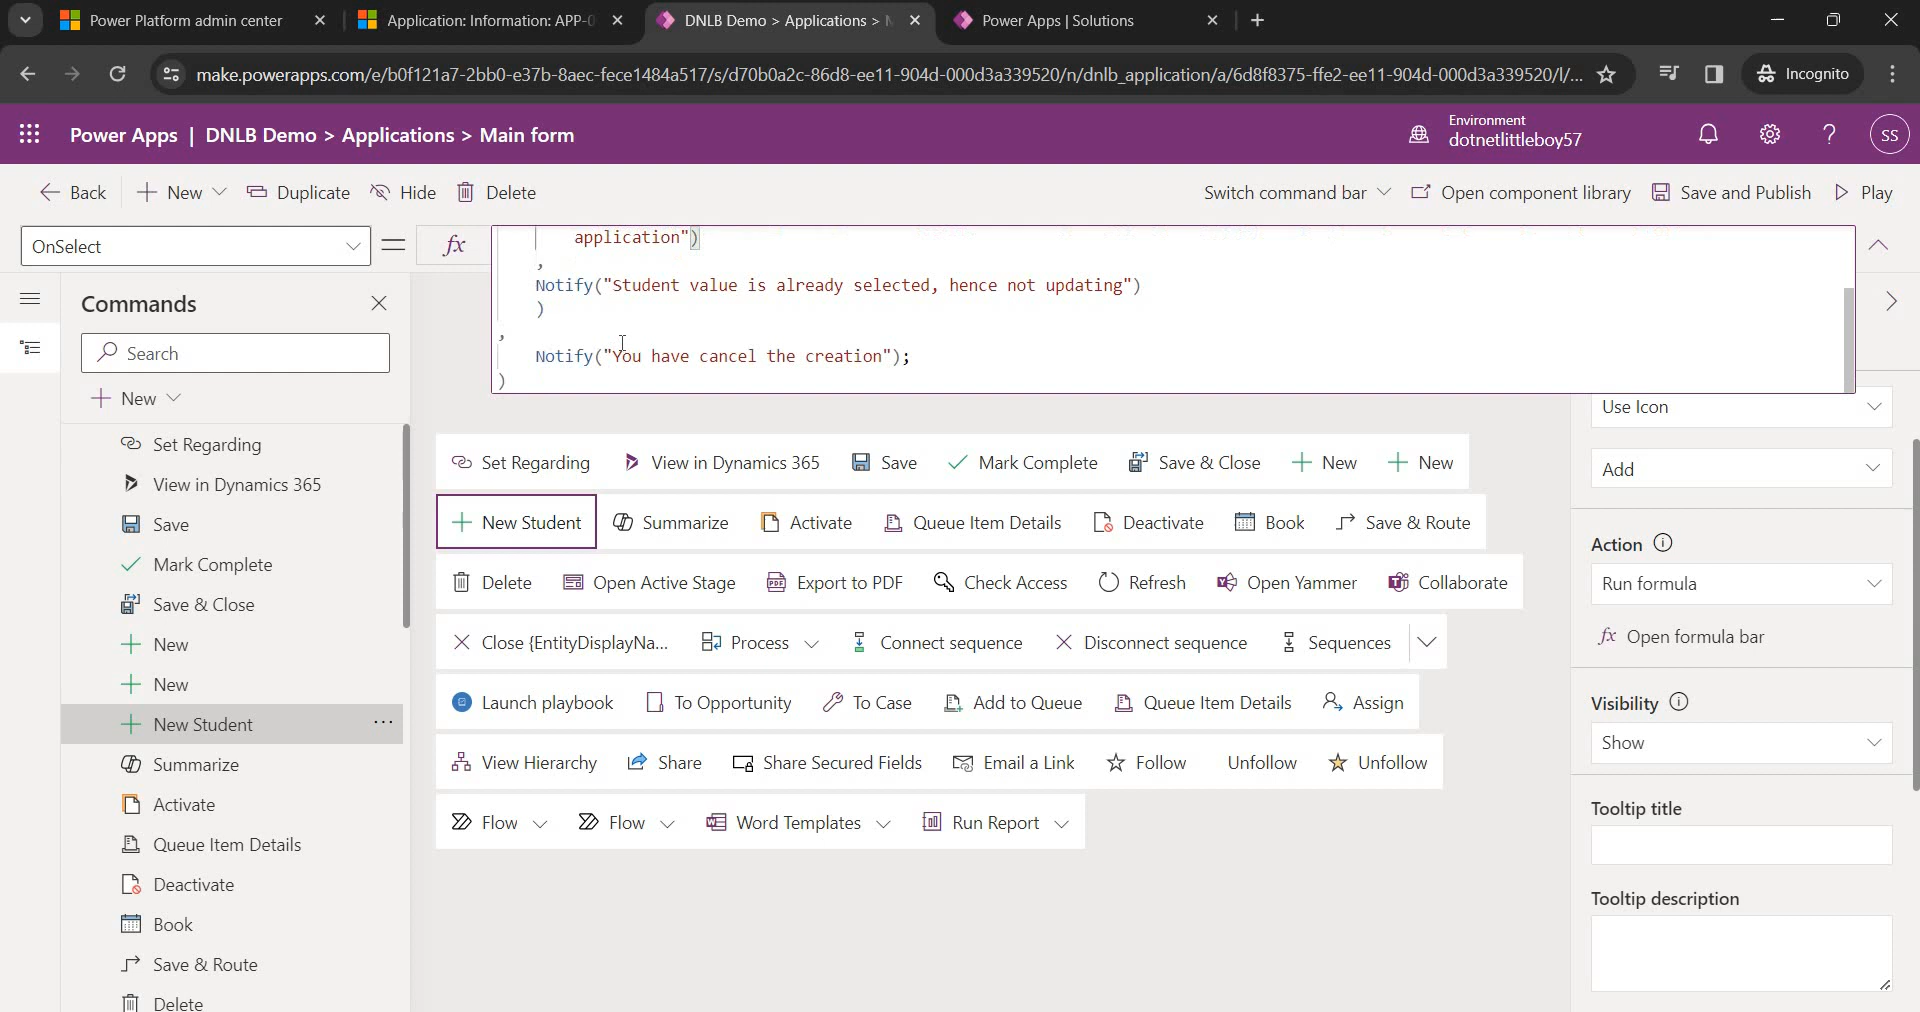 Power Platform admin center
Application: Information: APP-0
DNLB Demo > Applications >
Power Apps | Solutions
make.powerapps.com/e/b0f121a7-2bb0-e37b-8aec-fece1484a517/s/d70b0a2c-86d8-ee11-904d-000d3a339520/n/dnlb_application/a/6d8f8375-ffe2-ee11-904d-000d3a339520/l/...
Incognito
Power Apps | DNLB Demo > Applications > Main form
Environment
dotnetlittleboy57
SS
Back
New
Duplicate
Hide
Delete
Switch command bar
Open component library
Save and Publish
Play
OnSelect
fx
application")
,
Notify("Student value is already selected, hence not updating")
)
,
Notify("You have cancel the creation");
)
Commands
Search
New
Set Regarding
View in Dynamics 365
Save
Mark Complete
Save & Close
New
New
New Student
Summarize
Activate
Queue Item Details
Deactivate
Book
Save & Route
Delete
Set Regarding View in Dynamics 365 Save Mark Complete Save & Close New New
New Student Summarize Activate Queue Item Details Deactivate Book Save & Route
Delete Open Active Stage Export to PDF Check Access Refresh Open Yammer Collaborate
Close {EntityDisplayNa... Process Connect sequence Disconnect sequence Sequences
Launch playbook To Opportunity To Case Add to Queue Queue Item Details Assign
View Hierarchy Share Share Secured Fields Email a Link Follow Unfollow Unfollow
Flow Flow Word Templates Run Report
Use Icon
Add
Action
Run formula
fx Open formula bar
Visibility
Show
Tooltip title
Tooltip description